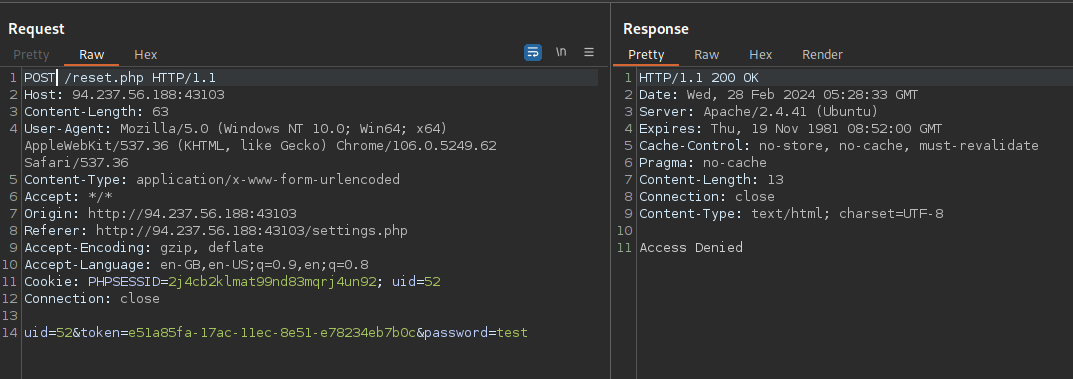 Request
Pretty Raw Hex
\n
1 POST /reset.php HTTP/1.1
2 Host: 94.237.56.188:43103
3 Content-Length: 63
4 User-Agent: Mozilla/5.0 (Windows NT 10.0; Win64; x64)
AppleWebKit/537.36 (KHTML, like Gecko) Chrome/106.0.5249.62
Safari/537.36
5 Content-Type: application/x-www-form-urlencoded
6 Accept: */*
7 Origin: http://94.237.56.188:43103
8 Referer: http://94.237.56.188:43103/settings.php
9 Accept-Encoding: gzip, deflate
10 Accept-Language: en-GB,en-US;q=0.9,en;q=0.8
11 Cookie: PHPSESSID=2j4cb2klmat99nd83mqrj4un92; uid=52
12 Connection: close
13
14 uid=52&token=e51a85fa-17ac-11ec-8e51-e78234eb7b0c&password=test
Response
Pretty Raw Hex Render
1 HTTP/1.1 200 OK
2 Date: Wed, 28 Feb 2024 05:28:33 GMT
3 Server: Apache/2.4.41 (Ubuntu)
4 Expires: Thu, 19 Nov 1981 08:52:00 GMT
5 Cache-Control: no-store, no-cache, must-revalidate
6 Pragma: no-cache
7 Content-Length: 13
8 Connection: close
9 Content-Type: text/html; charset=UTF-8
10
11 Access Denied